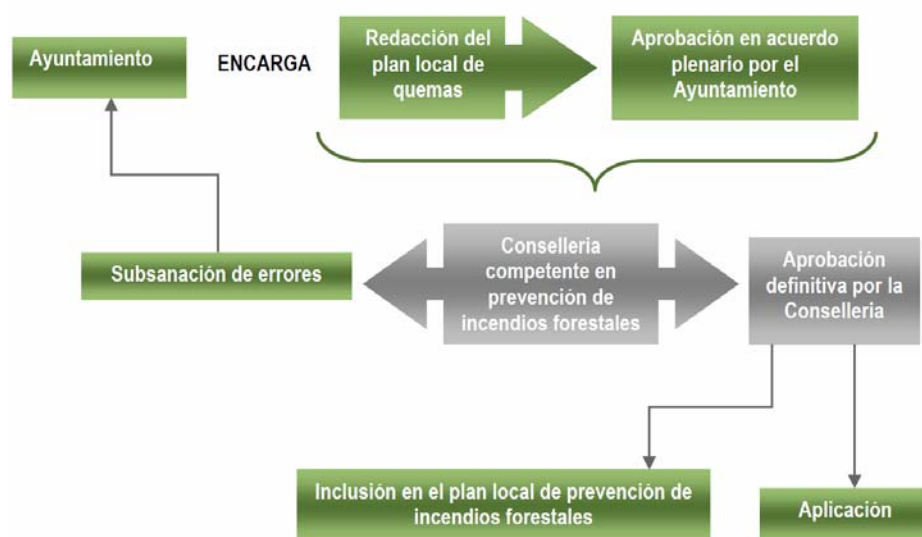 Ayuntamiento
ENCARGA
Redacción del
plan local de
quemas
Aprobación en acuerdo
plenario por el
Ayuntamiento
Subsanación de errores
Conselleria
competente en
prevención de
incendios forestales
Aprobación
definitiva por la
Conselleria
Inclusión en el plan local de prevención de
incendios forestales
Aplicación